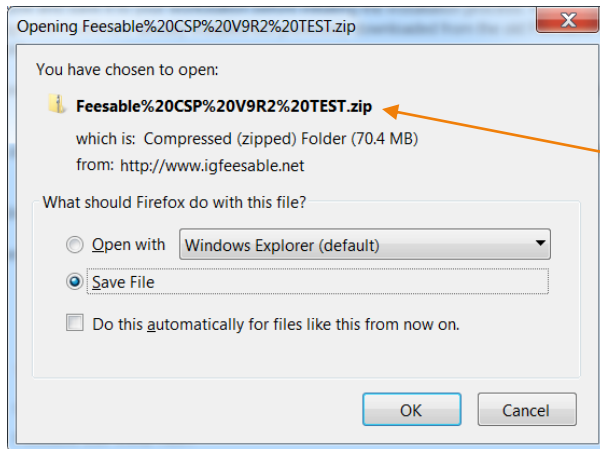 Opening Feesable%20CSP%20V9R2%20TEST.zip
You have chosen to open:
Feesable%20CSP%20V9R2%20TEST.zip
which is: Compressed (zipped) Folder (70.4 MB)
from: http://www.igfeesable.net
What should Firefox do with this file?
Open with Windows Explorer (default)
Save File
Do this automatically for files like this from now on.
OK Cancel